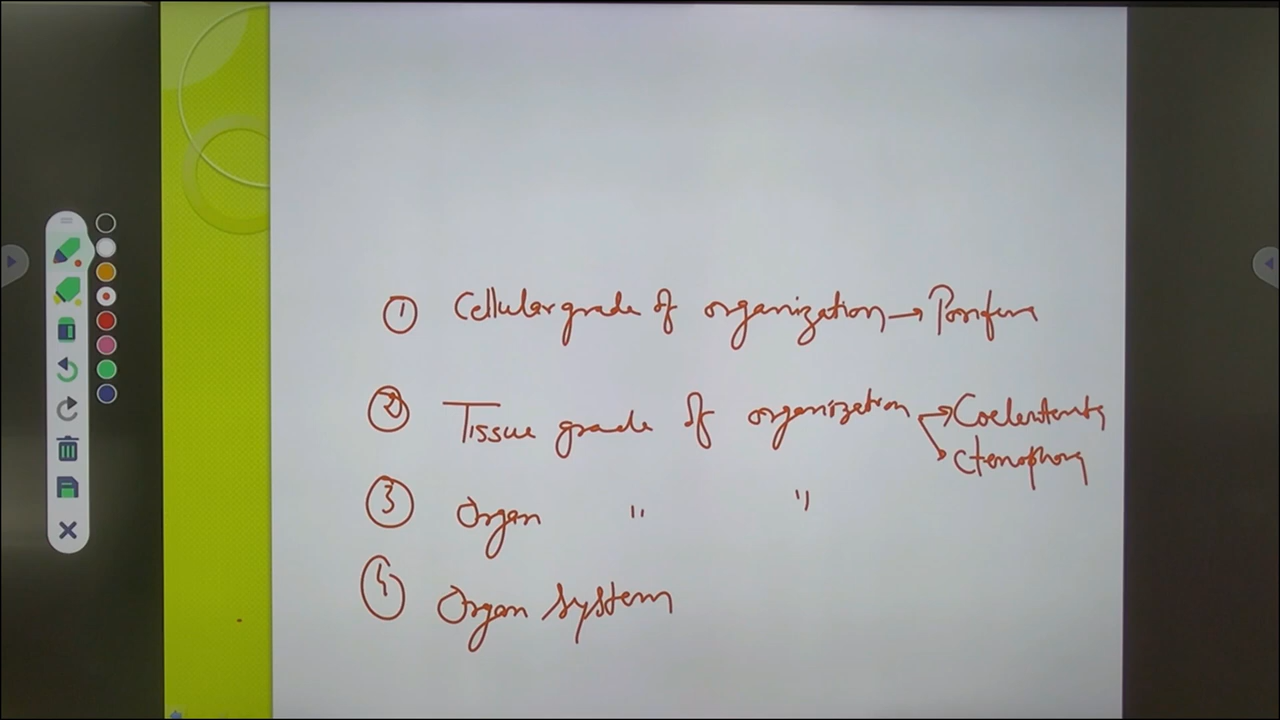 ① Cellular grade of organization → Porifera
② Tissue grade of organization → Coelenterata
→ Ctenophora
③ Organ " "
④ Organ system